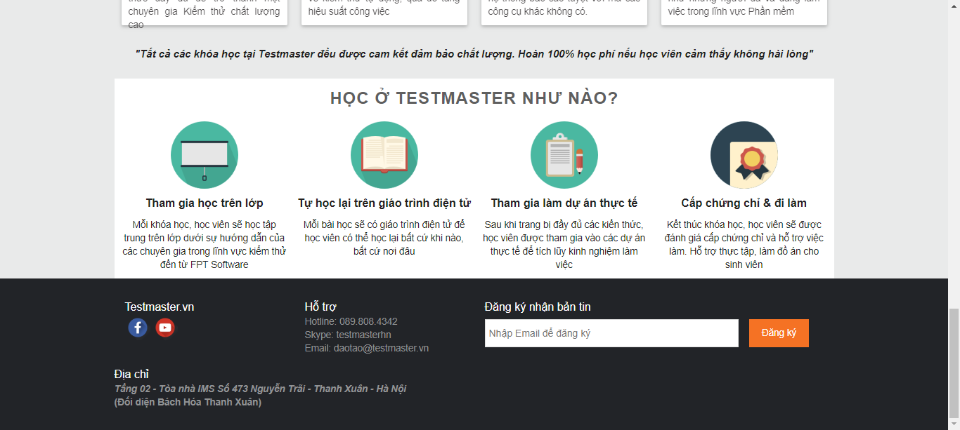 chuyên gia Kiểm thử chất lượng
cao
hiệu suất công việc
công cụ khác không có.
việc trong lĩnh vực Phần mềm
"Tất cả các khóa học tại Testmaster đều được cam kết đảm bảo chất lượng. Hoàn 100% học phí nếu học viên cảm thấy không hài lòng"
HỌC Ở TESTMASTER NHƯ NÀO?
Tham gia học trên lớp
Mỗi khóa học, học viên sẽ học tập
trung trên lớp dưới sự hướng dẫn của
các chuyên gia trong lĩnh vực kiểm thử
đến từ FPT Software
Tự học lại trên giáo trình điện tử
Mỗi bài học sẽ có giáo trình điện tử để
học viên có thể học lại bất cứ khi nào,
bất cứ nơi đâu
Tham gia làm dự án thực tế
Sau khi trang bị đầy đủ các kiến thức,
học viên được tham gia vào các dự án
thực tế để tích lũy kinh nghiệm làm
việc
Cấp chứng chỉ & đi làm
Kết thúc khóa học, học viên sẽ được
đánh giá cấp chứng chỉ và hỗ trợ việc
làm. Hỗ trợ thực tập, làm đồ án cho
sinh viên
Testmaster.vn
Hỗ trợ
Hotline: 089.808.4342
Skype: testmasterhn
Email: daotao@testmaster.vn
Đăng ký nhận bản tin
Nhập Email để đăng ký
Đăng ký
Địa chỉ
Tầng 02 - Tòa nhà IMS Số 473 Nguyễn Trãi - Thanh Xuân - Hà Nội
(Đối diện Bách Hóa Thanh Xuân)